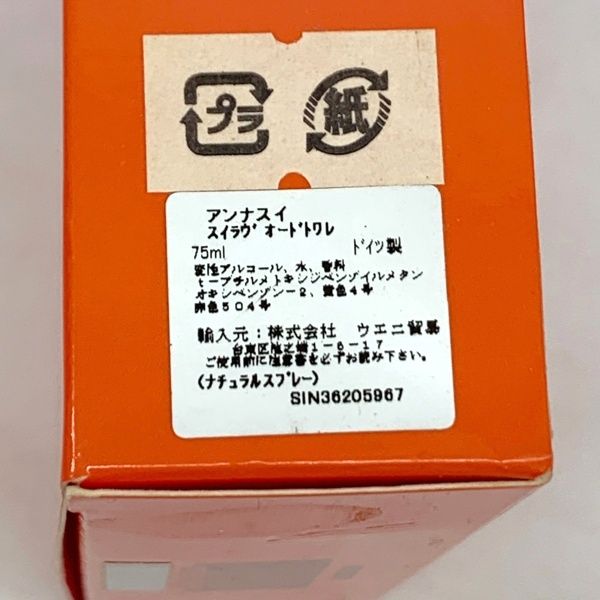 プラ 紙
アンナスイ
スイラヴ オードトワレ
75ml ドイツ製
変性アルコール、水、香料
t-ブチルメトキシジベンゾイルメタン
オキシベンゾン-2、黄色4号
赤色504号
輸入元：株式会社 ウエニ貿易
台東区池之端1-6-17
ご使用前に注意書を必ずお読み下さい。
(ナチュラルスプレー)
SIN36205967